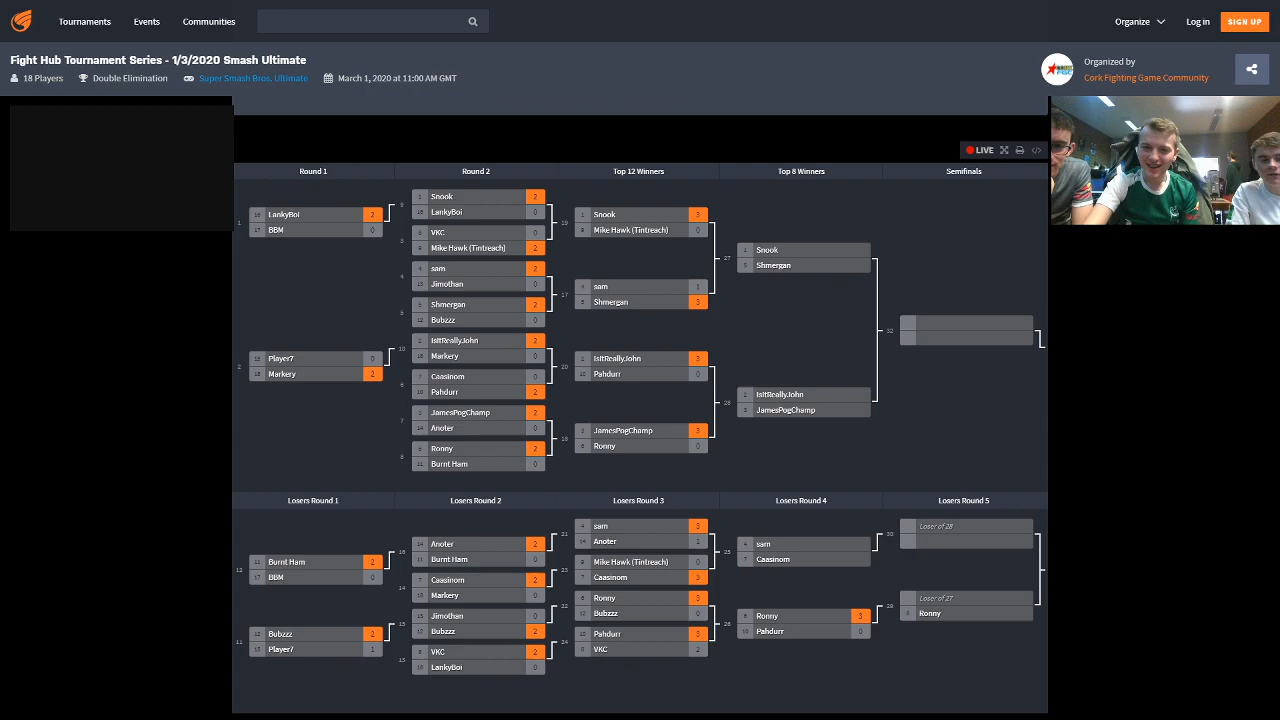 Tournaments Events Communities Organize Log in SIGN UP
Fight Hub Tournament Series - 1/3/2020 Smash Ultimate
18 Players Double Elimination Super Smash Bros. Ultimate March 1, 2020 at 11:00 AM GMT
Organized by
Cork Fighting Game Community
LIVE
Round 1 Round 2 Top 12 Winners Top 8 Winners Semifinals
Snook 2
LankyBoi 0
LankyBoi 2
BBM 0
VKC 0
Mike Hawk (Tintreach) 2
sam 2
Jimothan 0
Shmergan 2
Bubzzz 0
IsItReallyJohn 2
Markery 0
Player7 0
Markery 2
Caasinom 0
Pahdurr 2
JamesPogChamp 2
Anoter 0
Ronny 2
Burnt Ham 0
Snook 3
Mike Hawk (Tintreach) 0
sam 1
Shmergan 3
IsItReallyJohn 3
Pahdurr 0
JamesPogChamp 3
Ronny 0
Snook
Shmergan
IsItReallyJohn
JamesPogChamp
Losers Round 1 Losers Round 2 Losers Round 3 Losers Round 4 Losers Round 5
Burnt Ham 2
BBM 0
Bubzzz 2
Player7 1
Anoter 2
Burnt Ham 0
Caasinom 2
Markery 0
Jimothan 0
Bubzzz 2
VKC 2
LankyBoi 0
sam 3
Anoter 1
Mike Hawk (Tintreach) 0
Caasinom 3
Ronny 3
Bubzzz 0
Pahdurr 3
VKC 2
sam
Caasinom
Ronny 3
Pahdurr 0
Loser of 28
Loser of 27
Ronny